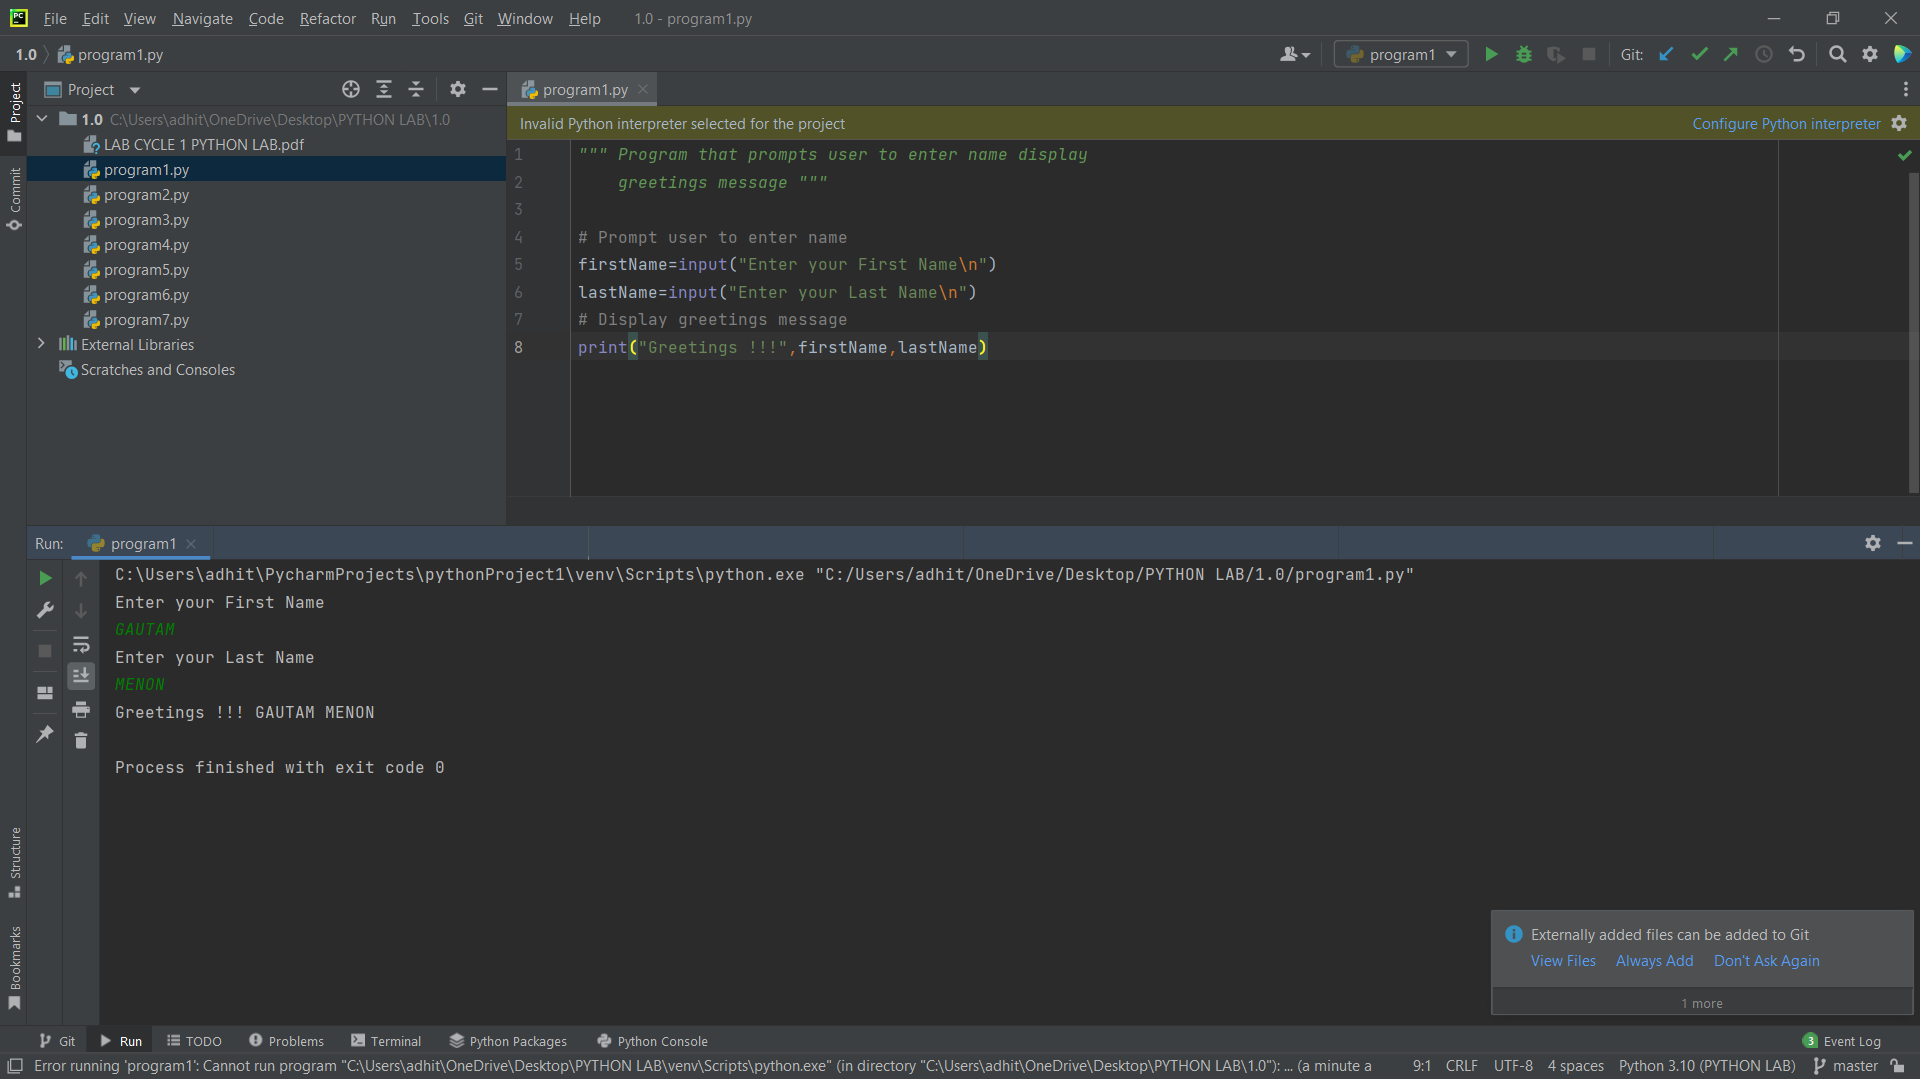 PC File Edit View Navigate Code Refactor Run Tools Git Window Help 1.0 - program1.py
1.0 program1.py program1 Git:
Project
program1.py
Project
Commit
Structure
Bookmarks
1.0 C:\Users\adhit\OneDrive\Desktop\PYTHON LAB\1.0
LAB CYCLE 1 PYTHON LAB.pdf
program1.py
program2.py
program3.py
program4.py
program5.py
program6.py
program7.py
External Libraries
Scratches and Consoles
Invalid Python interpreter selected for the project Configure Python interpreter
1 """ Program that prompts user to enter name display
2 greetings message """
3
4 # Prompt user to enter name
5 firstName=input("Enter your First Name\n")
6 lastName=input("Enter your Last Name\n")
7 # Display greetings message
8 print("Greetings !!!",firstName,lastName)
Run: program1
C:\Users\adhit\PycharmProjects\pythonProject1\venv\Scripts\python.exe "C:/Users/adhit/OneDrive/Desktop/PYTHON LAB/1.0/program1.py"
Enter your First Name
GAUTAM
Enter your Last Name
MENON
Greetings !!! GAUTAM MENON
Process finished with exit code 0
Externally added files can be added to Git
View Files Always Add Don't Ask Again
1 more
Git Run TODO Problems Terminal Python Packages Python Console 3 Event Log
Error running 'program1': Cannot run program "C:\Users\adhit\OneDrive\Desktop\PYTHON LAB\venv\Scripts\python.exe" (in directory "C:\Users\adhit\OneDrive\Desktop\PYTHON LAB\1.0"): ... (a minute a 9:1 CRLF UTF-8 4 spaces Python 3.10 (PYTHON LAB) master